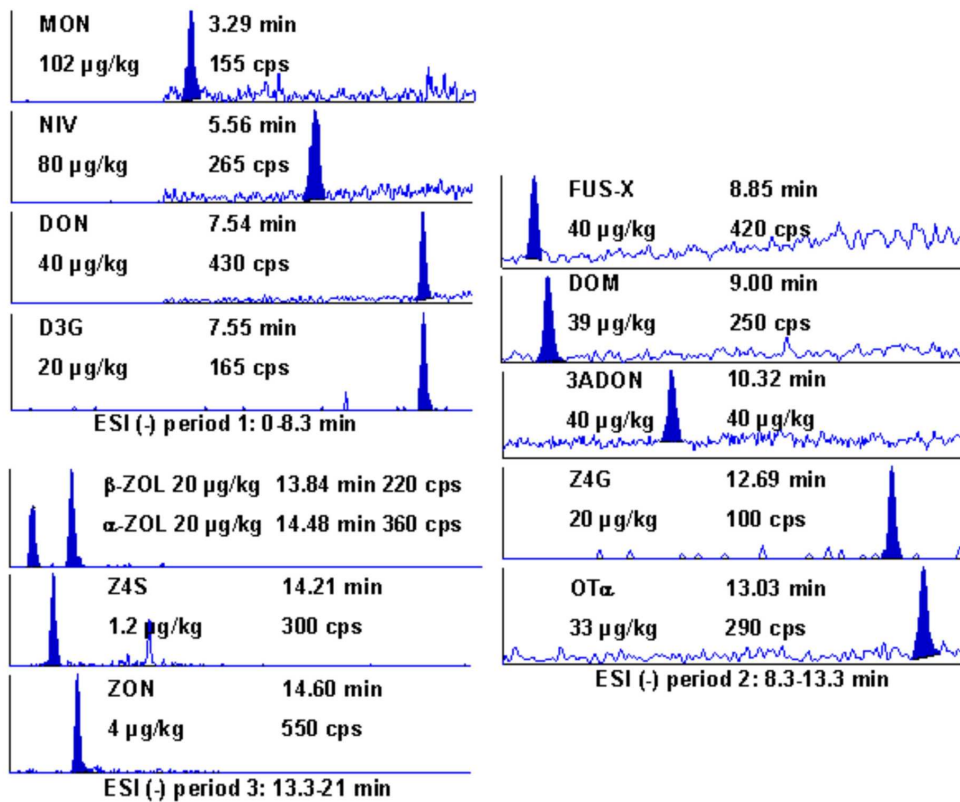 MON 3.29 min
102 µg/kg 155 cps
NIV 5.56 min
80 µg/kg 265 cps
DON 7.54 min
40 µg/kg 430 cps
D3G 7.55 min
20 µg/kg 165 cps
ESI (-) period 1: 0-8.3 min
FUS-X 8.85 min
40 µg/kg 420 cps
DOM 9.00 min
39 µg/kg 250 cps
3ADON 10.32 min
40 µg/kg 40 µg/kg
Z4G 12.69 min
20 µg/kg 100 cps
OTα 13.03 min
33 µg/kg 290 cps
ESI (-) period 2: 8.3-13.3 min
β-ZOL 20 µg/kg 13.84 min 220 cps
α-ZOL 20 µg/kg 14.48 min 360 cps
Z4S 14.21 min
1.2 µg/kg 300 cps
ZON 14.60 min
4 µg/kg 550 cps
ESI (-) period 3: 13.3-21 min